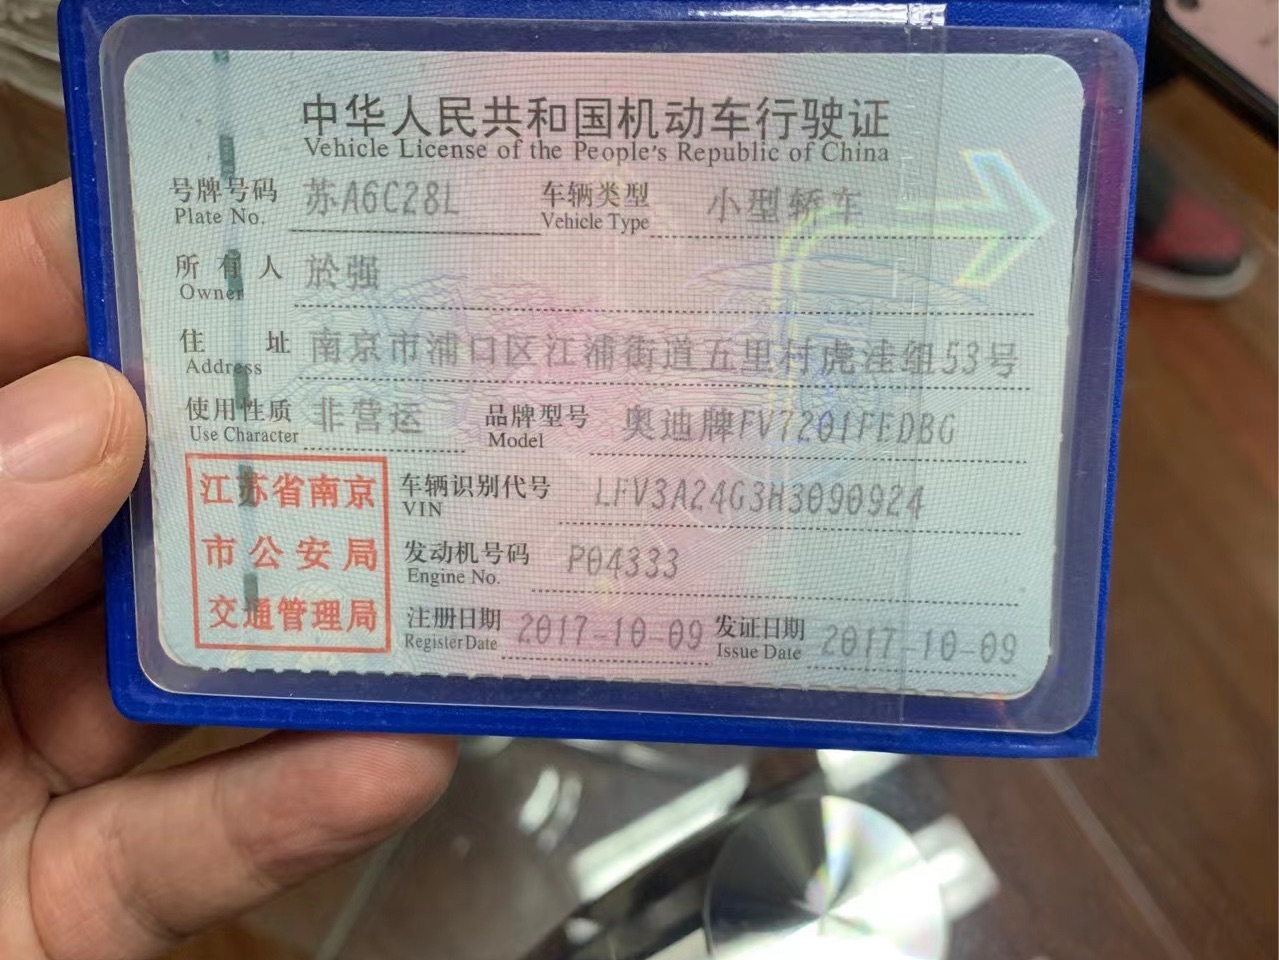 中华人民共和国机动车行驶证
Vehicle License of the People's Republic of China
号牌号码 苏A6C28L 车辆类型 小型轿车
Plate No. Vehicle Type
所有人 於强
Owner
住址 南京市浦口区江浦街道五里村虎洼组53号
Address
使用性质 非营运 品牌型号 奥迪牌FV7201FEDBG
Use Character Model
江苏省南京
市公安局
交通管理局
车辆识别代号 LFV3A24G3H3090924
VIN
发动机号码 P04333
Engine No.
注册日期 2017-10-09 发证日期 2017-10-09
Register Date Issue Date